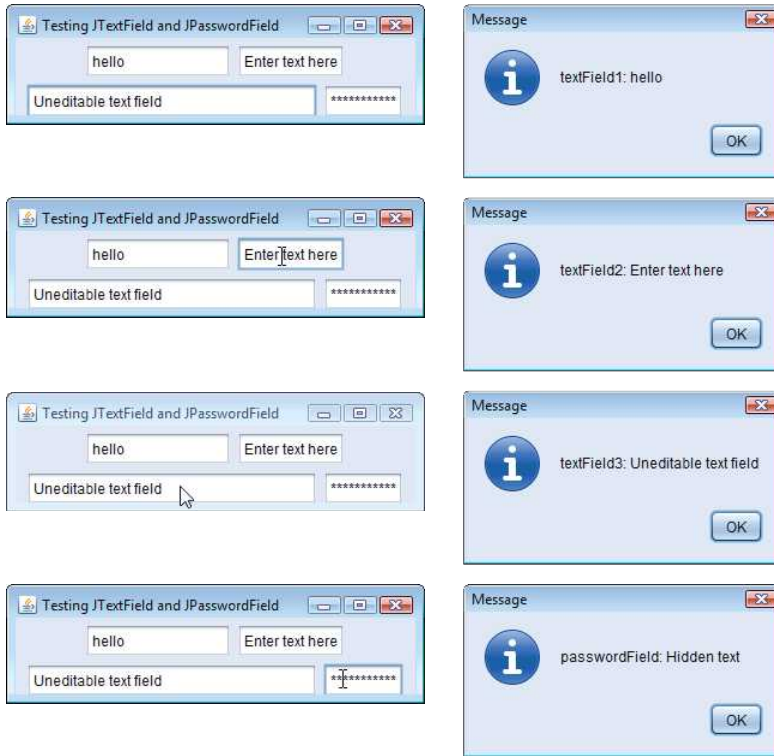 Testing JTextField and JPasswordField
hello
Enter text here
Uneditable text field
***********
Message
textField1: hello
OK
Testing JTextField and JPasswordField
hello
Enter text here
Uneditable text field
***********
Message
textField2: Enter text here
OK
Testing JTextField and JPasswordField
hello
Enter text here
Uneditable text field
***********
Message
textField3: Uneditable text field
OK
Testing JTextField and JPasswordField
hello
Enter text here
Uneditable text field
***********
Message
passwordField: Hidden text
OK